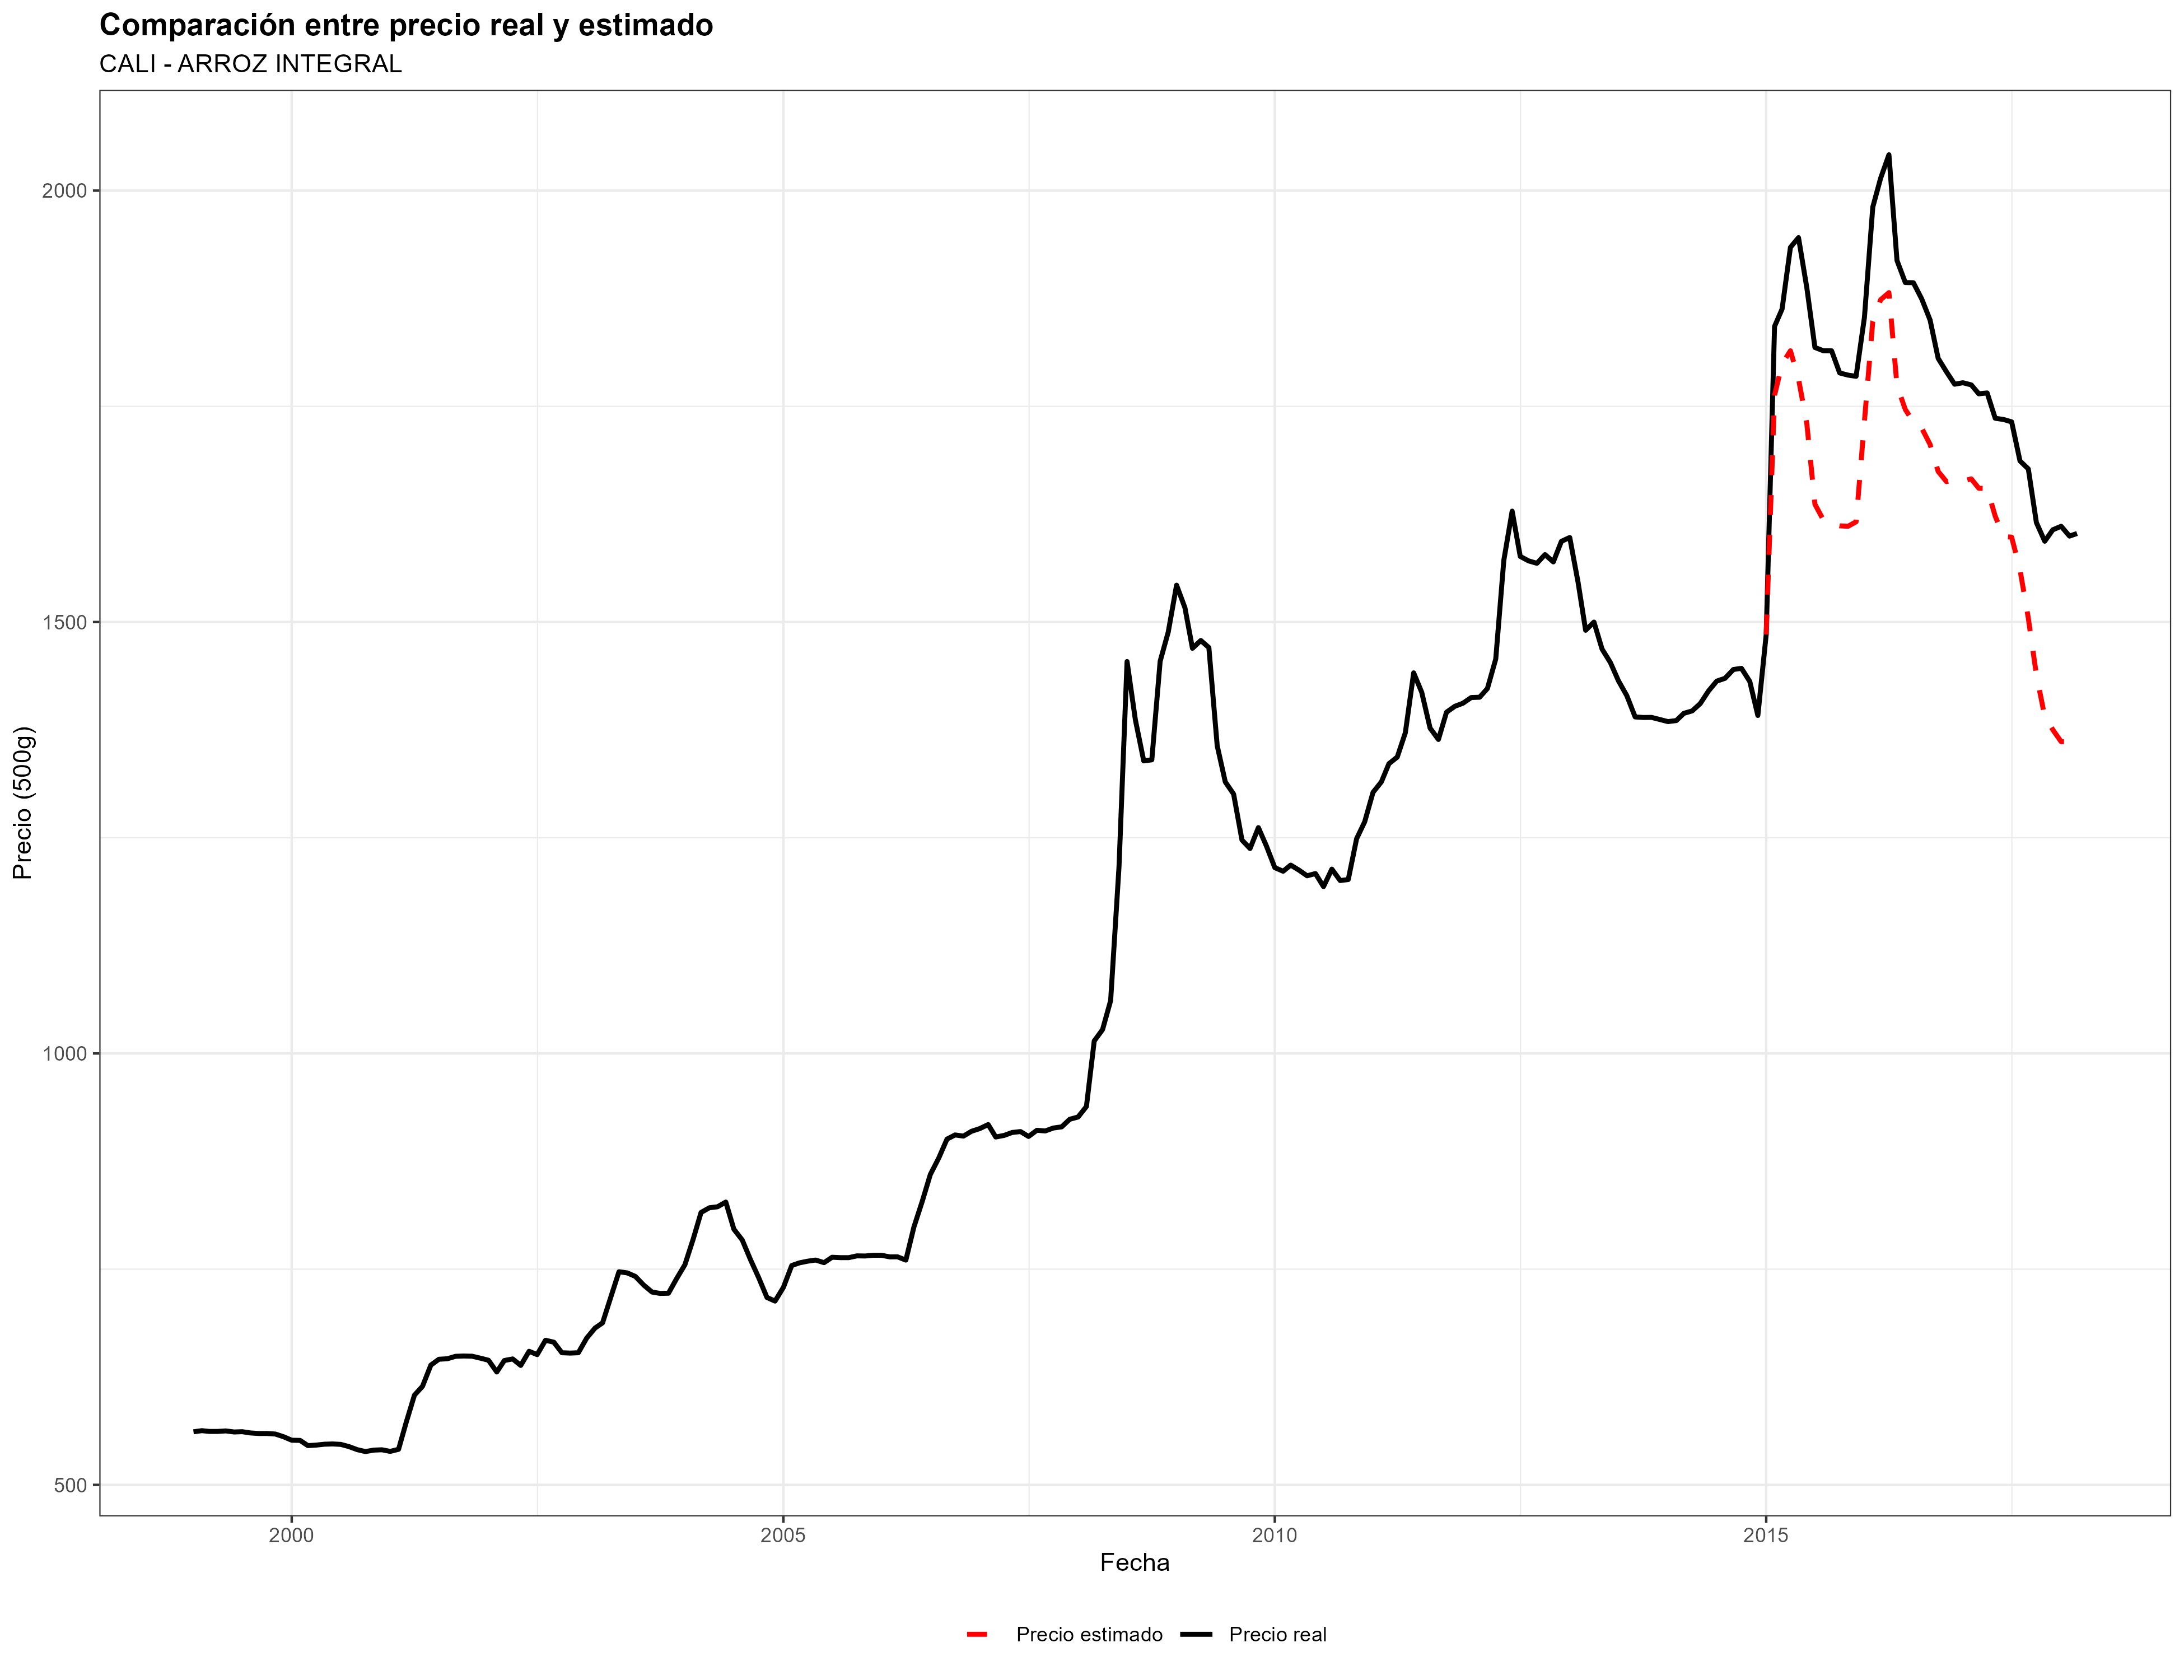 Comparación entre precio real y estimado
CALI - ARROZ INTEGRAL
Precio (500g)
2000
1500
1000
500
2000 2005 2010 2015
Fecha
Precio estimado Precio real